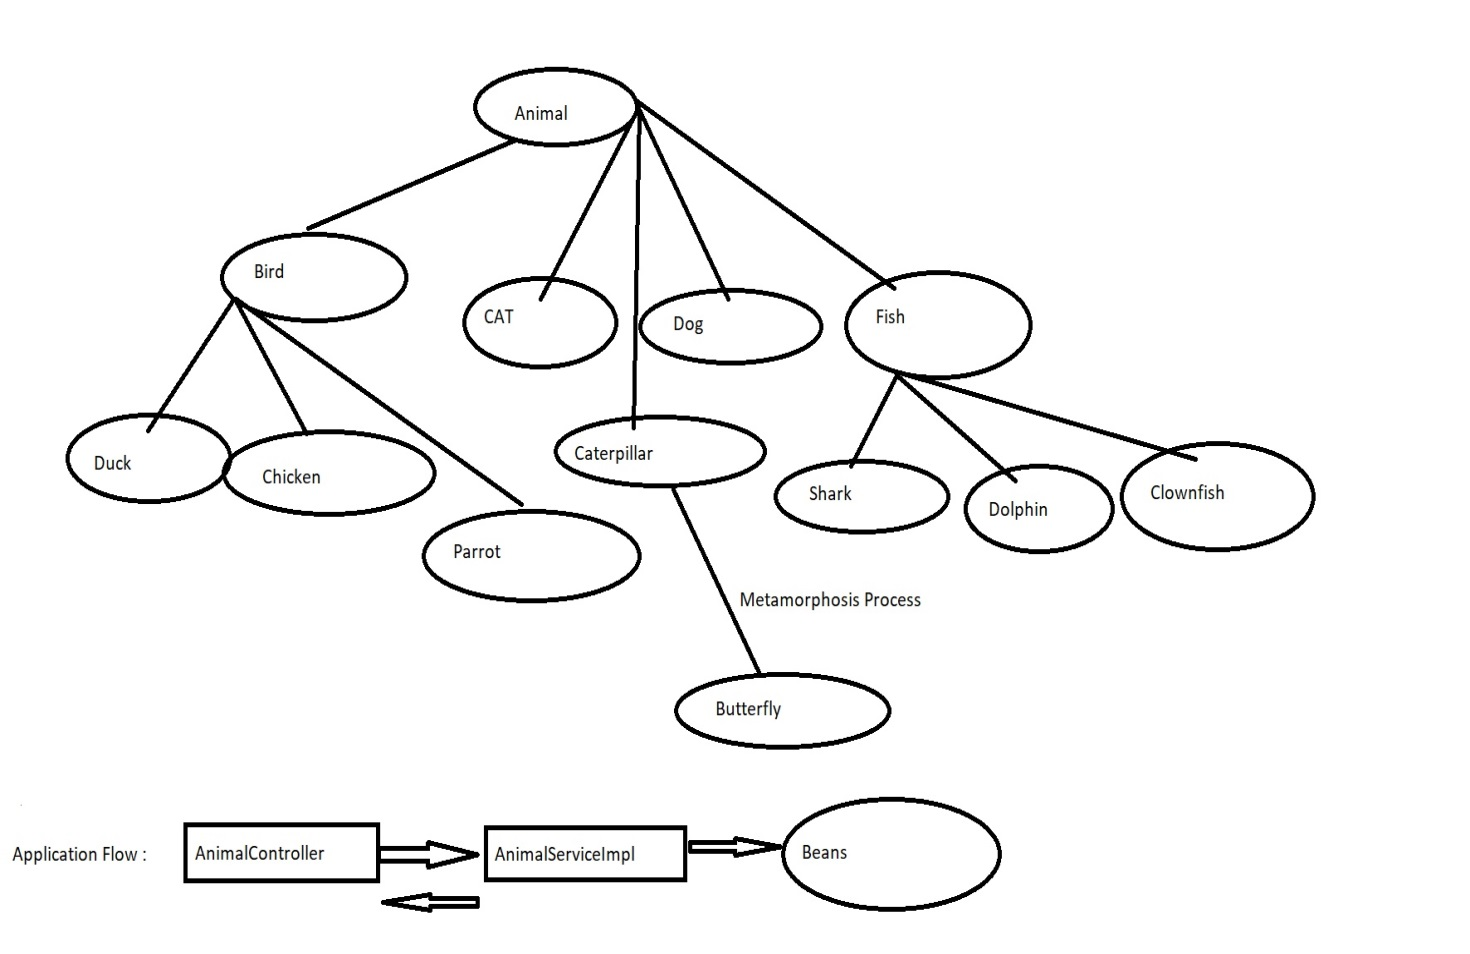 Animal
Bird
CAT
Dog
Fish
Duck
Chicken
Caterpillar
Shark
Dolphin
Clownfish
Parrot
Metamorphosis Process
Butterfly
Application Flow :
AnimalController
AnimalServiceImpl
Beans